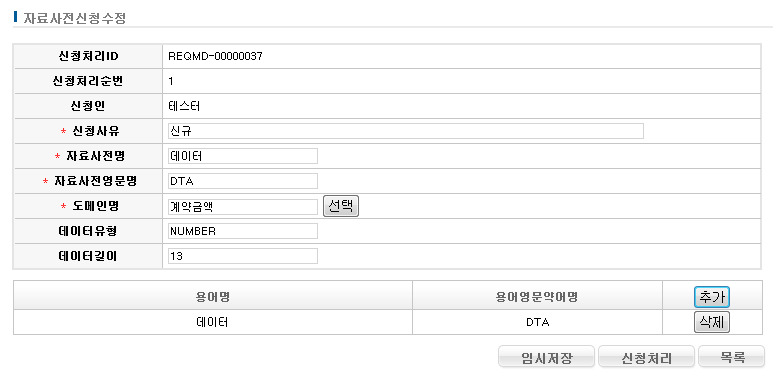 자료사전신청수정
신청처리ID REQMD-00000037
신청처리순번 1
신청인 테스터
* 신청사유 신규
* 자료사전명 데이터
* 자료사전영문명 DTA
* 도메인명 계약금액 선택
데이터유형 NUMBER
데이터길이 13
용어명 용어영문약어명 추가
데이터 DTA 삭제
임시저장 신청처리 목록